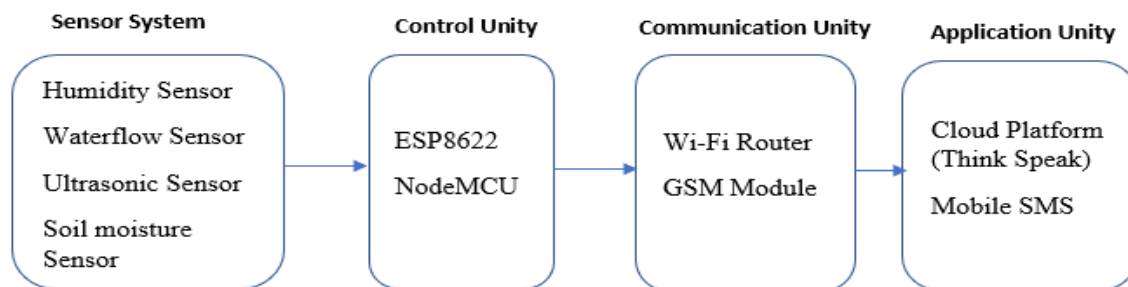 Sensor System
Humidity Sensor
Waterflow Sensor
Ultrasonic Sensor
Soil moisture
Sensor
Control Unity
ESP8622
NodeMCU
Communication Unity
Wi-Fi Router
GSM Module
Application Unity
Cloud Platform
(Think Speak)
Mobile SMS